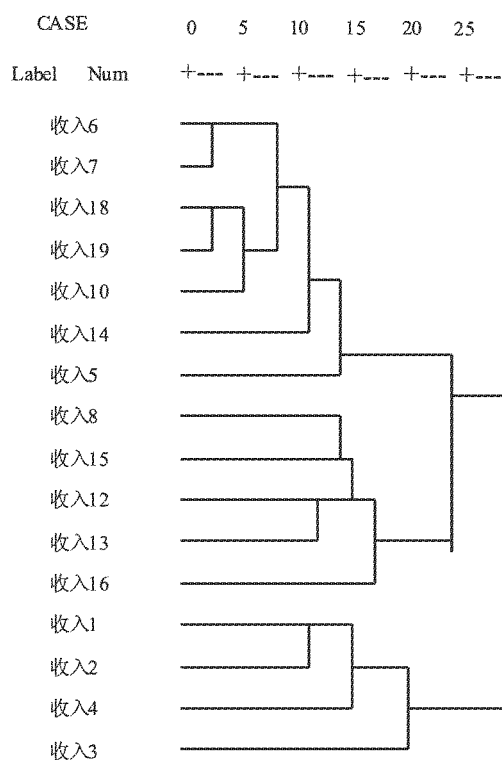 CASE 0 5 10 15 20 25
Label Num +--- +--- +--- +--- +--- +---
收入6
收入7
收入18
收入19
收入10
收入14
收入5
收入8
收入15
收入12
收入13
收入16
收入1
收入2
收入4
收入3